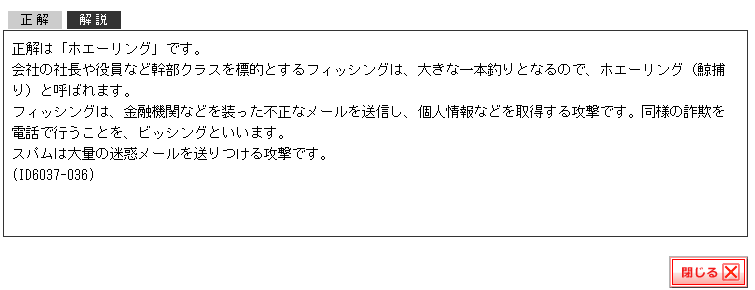 正解 解説
正解は「ホエーリング」です。
会社の社長や役員など幹部クラスを標的とするフィッシングは、大きな一本釣りとなるので、ホエーリング（鯨捕
り）と呼ばれます。
フィッシングは、金融機関などを装った不正なメールを送信し、個人情報などを取得する攻撃です。同様の詐欺を
電話で行うことを、ビッシングといいます。
スパムは大量の迷惑メールを送りつける攻撃です。
(ID6037-036)
閉じる